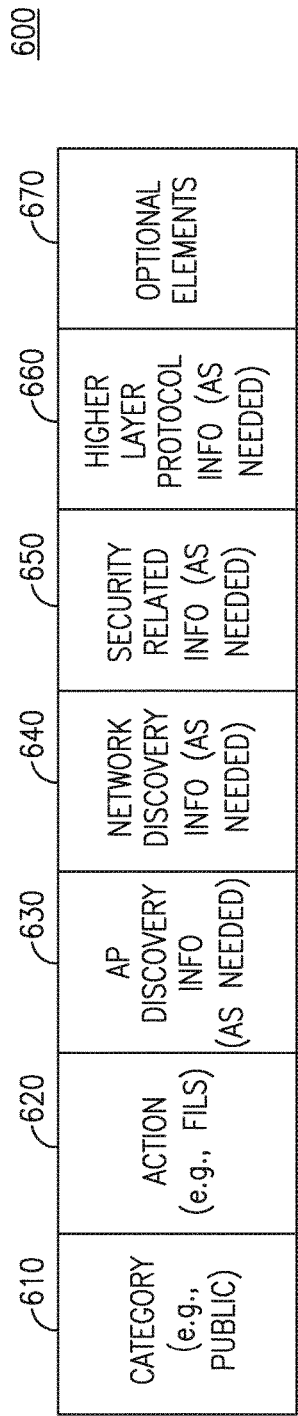 600
610
CATEGORY
(e.g.,
PUBLIC)
620
ACTION
(e.g., FILS)
630
AP
DISCOVERY
INFO
(AS NEEDED)
640
NETWORK
DISCOVERY
INFO (AS
NEEDED)
650
SECURITY
RELATED
INFO (AS
NEEDED)
660
HIGHER
LAYER
PROTOCOL
INFO (AS
NEEDED)
670
OPTIONAL
ELEMENTS